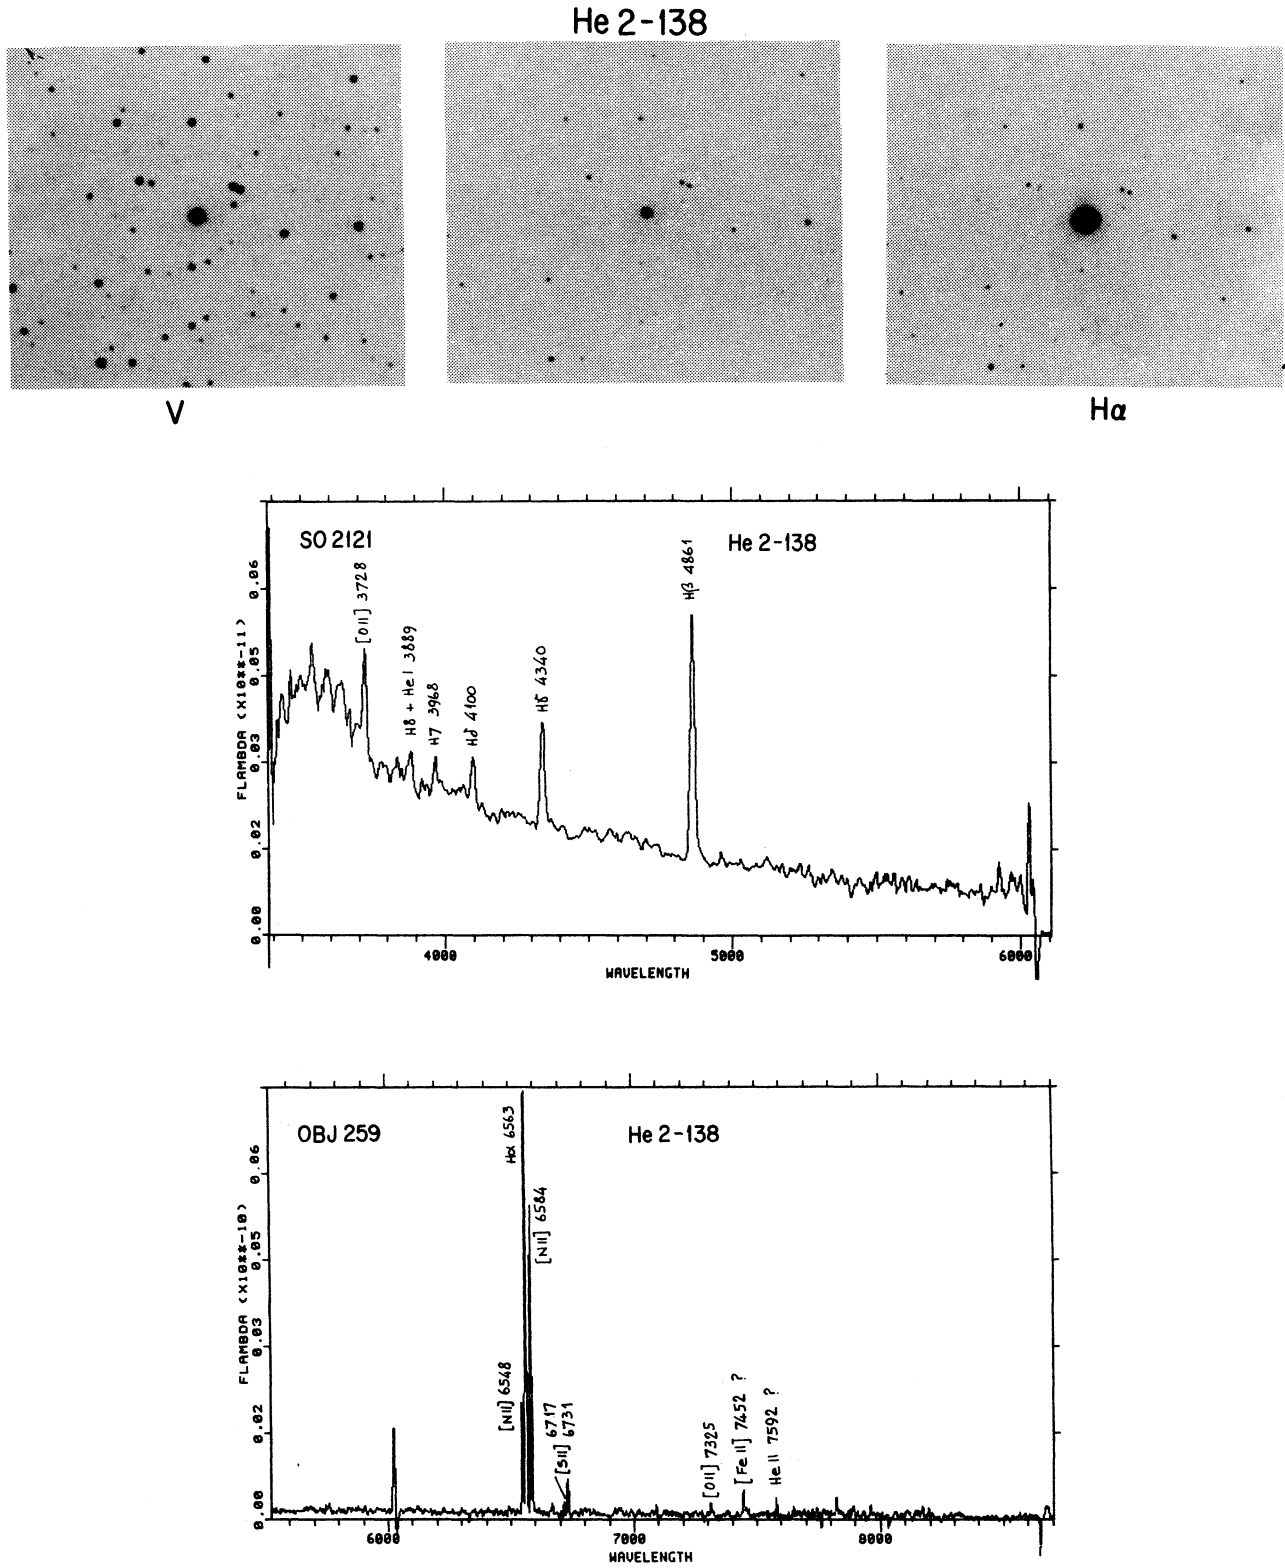 He 2-138
V
Hα
SO 2121
He 2-138
[OII] 3728
H8 + HeI 3889
H7 3968
Hδ 4100
Hγ 4340
Hβ 4861
FLAMBDA (X10**-11)
0.06
0.05
0.03
0.02
0.00
4000
5000
6000
WAVELENGTH
OBJ 259
He 2-138
Hα 6563
[NII] 6584
[NII] 6548
[SII] 6717
6731
[OII] 7325
[Fe II] 7452 ?
He II 7592 ?
FLAMBDA (X10**-10)
0.06
0.05
0.03
0.02
0.00
6000
7000
8000
WAVELENGTH